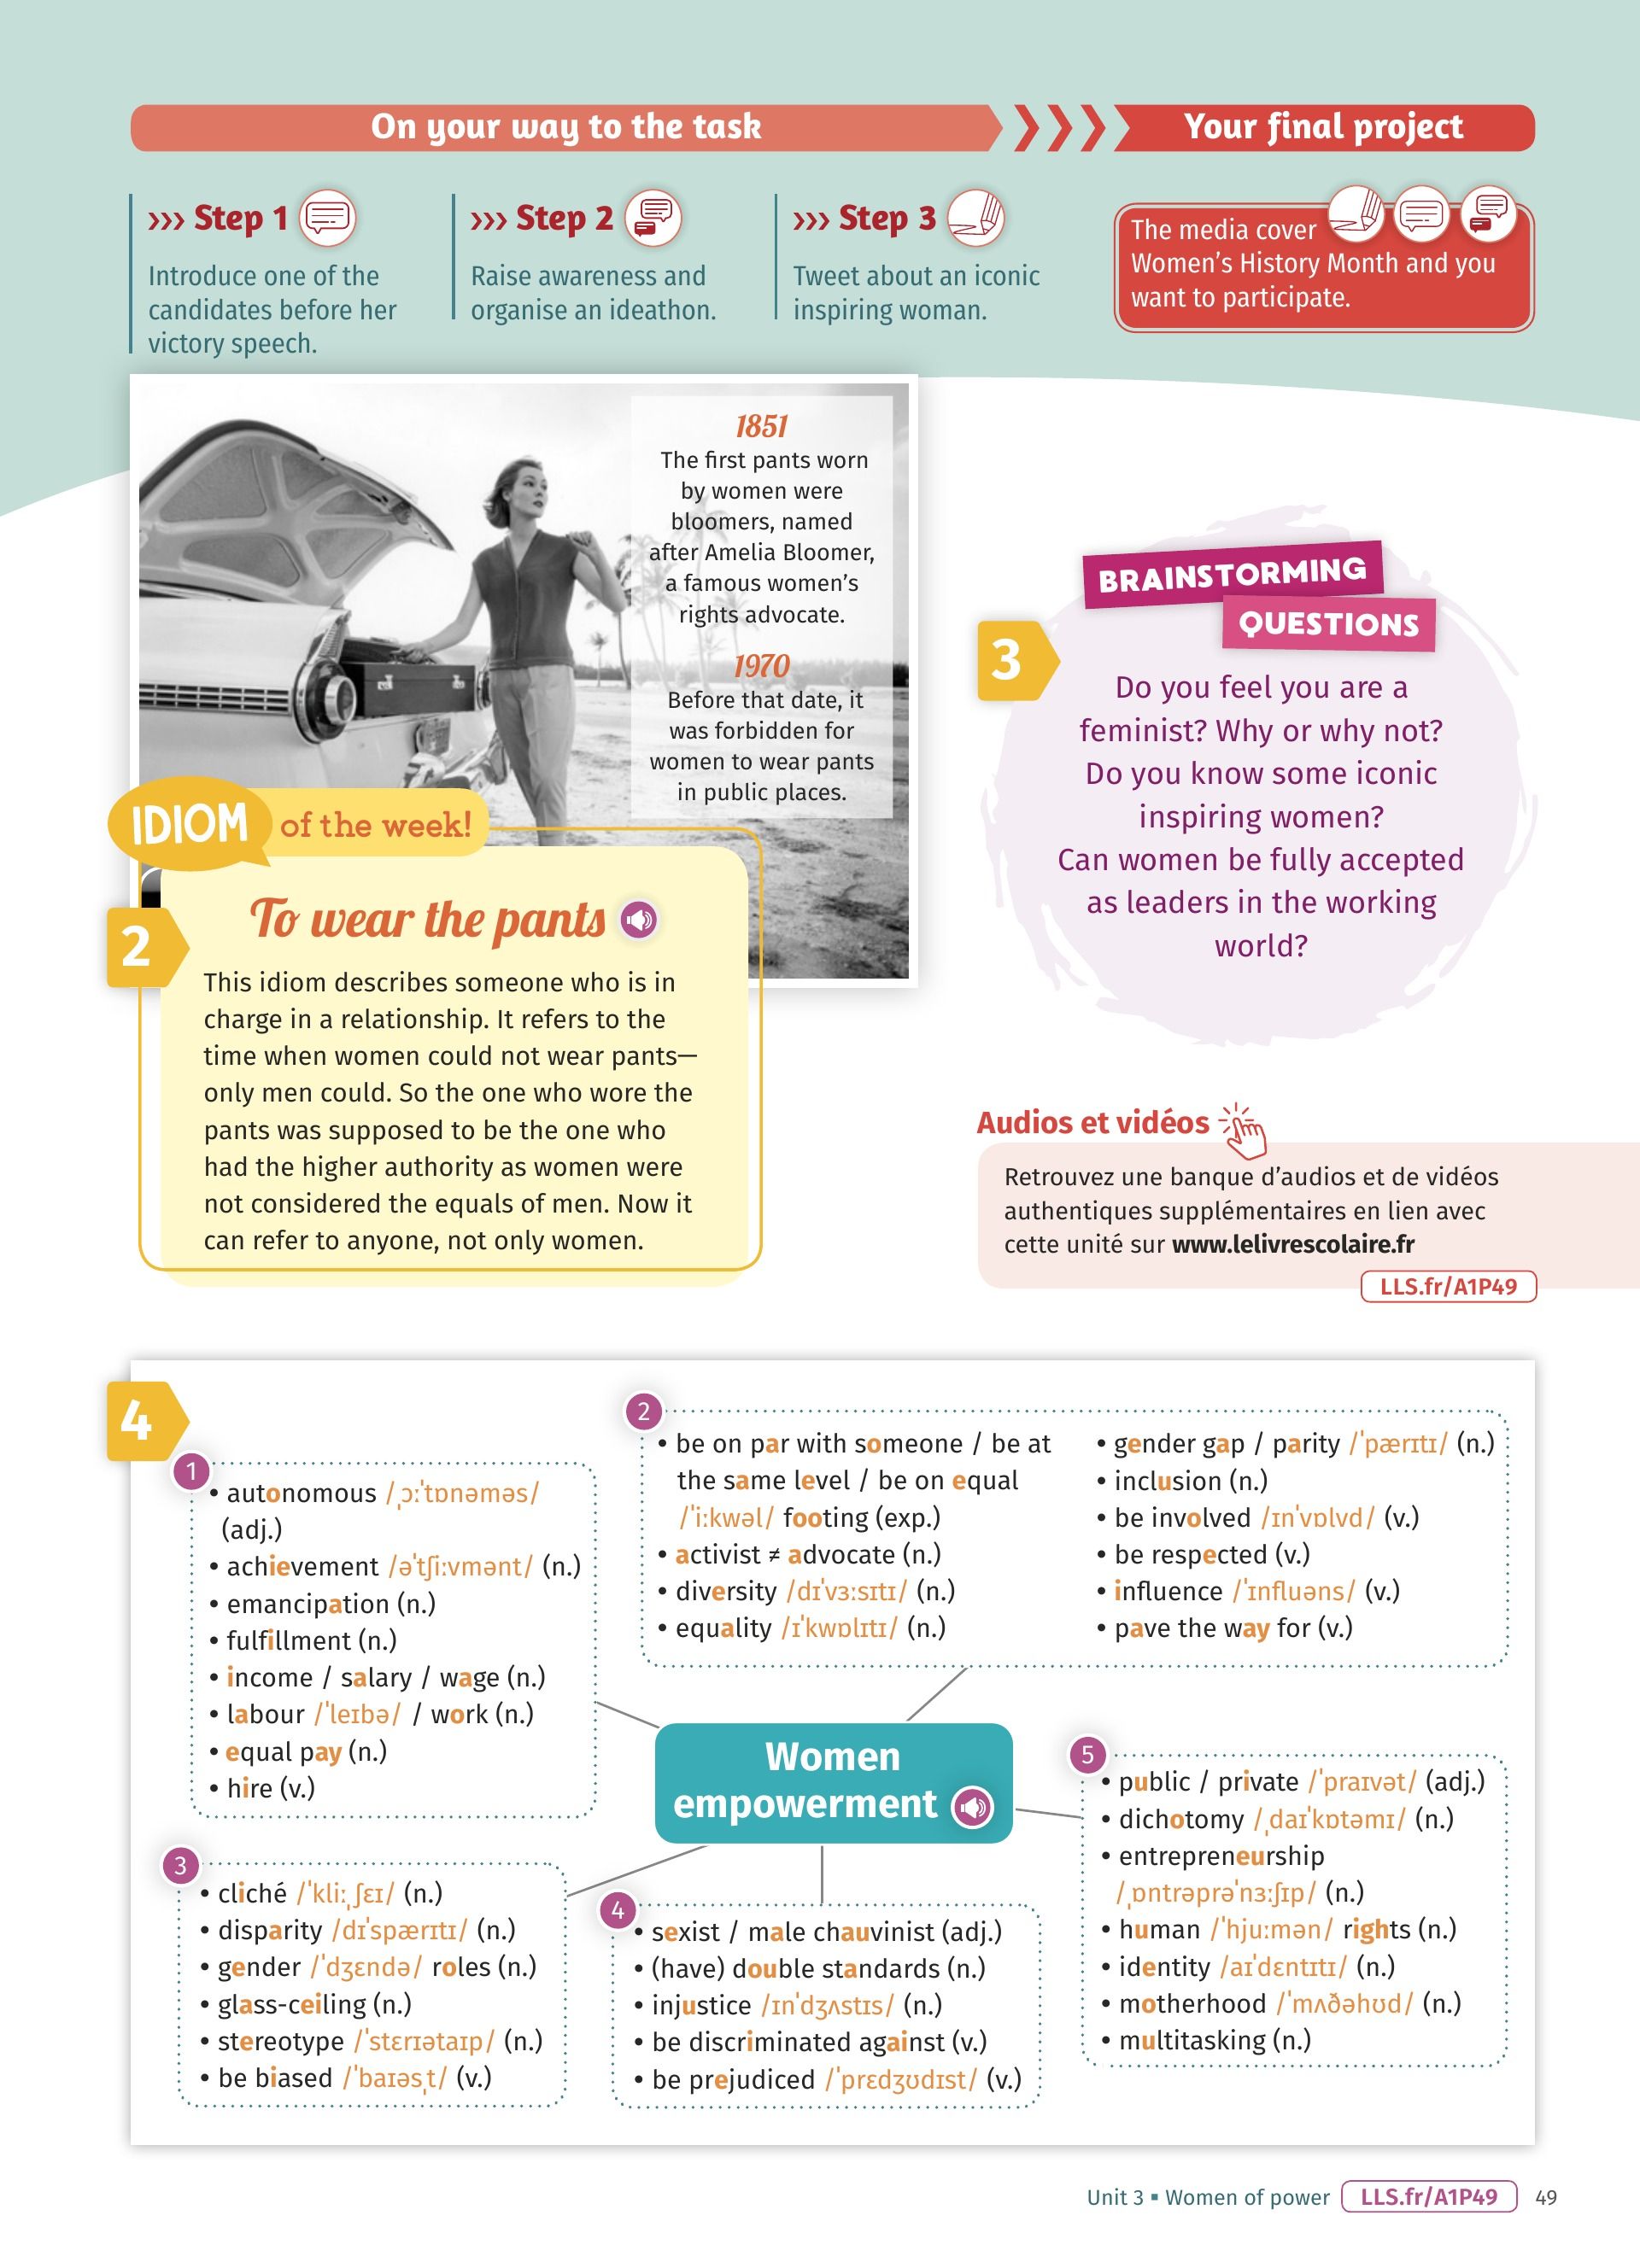 On your way to the task
Your final project
››› Step 1
Introduce one of the
candidates before her
victory speech.
››› Step 2
Raise awareness and
organise an ideathon.
››› Step 3
Tweet about an iconic
inspiring woman.
The media cover
Women's History Month and you
want to participate.
1851
The first pants worn
by women were
bloomers, named
after Amelia Bloomer,
a famous women's
rights advocate.
1970
Before that date, it
was forbidden for
women to wear pants
in public places.
IDIOM of the week!
2
To wear the pants
This idiom describes someone who is in
charge in a relationship. It refers to the
time when women could not wear pants—
only men could. So the one who wore the
pants was supposed to be the one who
had the higher authority as women were
not considered the equals of men. Now it
can refer to anyone, not only women.
BRAINSTORMING
QUESTIONS
3
Do you feel you are a
feminist? Why or why not?
Do you know some iconic
inspiring women?
Can women be fully accepted
as leaders in the working
world?
Audios et vidéos
Retrouvez une banque d'audios et de vidéos
authentiques supplémentaires en lien avec
cette unité sur www.lelivrescolaire.fr
LLS.fr/A1P49
4
1
• autonomous /ˌɔːˈtɒnəməs/
(adj.)
• achievement /əˈtʃiːvmənt/ (n.)
• emancipation (n.)
• fulfillment (n.)
• income / salary / wage (n.)
• labour /ˈleɪbə/ / work (n.)
• equal pay (n.)
• hire (v.)
2
• be on par with someone / be at
the same level / be on equal
/ˈiːkwəl/ footing (exp.)
• activist ≠ advocate (n.)
• diversity /dɪˈvɜːsɪtɪ/ (n.)
• equality /ɪˈkwɒlɪtɪ/ (n.)
• gender gap / parity /ˈpærɪtɪ/ (n.)
• inclusion (n.)
• be involved /ɪnˈvɒlvd/ (v.)
• be respected (v.)
• influence /ˈɪnfluəns/ (v.)
• pave the way for (v.)
Women
empowerment
3
• cliché /ˈkliːˌʃɛɪ/ (n.)
• disparity /dɪˈspærɪtɪ/ (n.)
• gender /ˈdʒɛndə/ roles (n.)
• glass-ceiling (n.)
• stereotype /ˈstɛrɪətaɪp/ (n.)
• be biased /ˈbaɪəsˌt/ (v.)
4
• sexist / male chauvinist (adj.)
• (have) double standards (n.)
• injustice /ɪnˈdʒʌstɪs/ (n.)
• be discriminated against (v.)
• be prejudiced /ˈprɛdʒʊdɪst/ (v.)
5
• public / private /ˈpraɪvət/ (adj.)
• dichotomy /ˌdaɪˈkɒtəmɪ/ (n.)
• entrepreneurship
/ˌɒntrəprəˈnɜːʃɪp/ (n.)
• human /ˈhjuːmən/ rights (n.)
• identity /aɪˈdɛntɪtɪ/ (n.)
• motherhood /ˈmʌðəhʊd/ (n.)
• multitasking (n.)
Unit 3 ▪ Women of power LLS.fr/A1P49 49